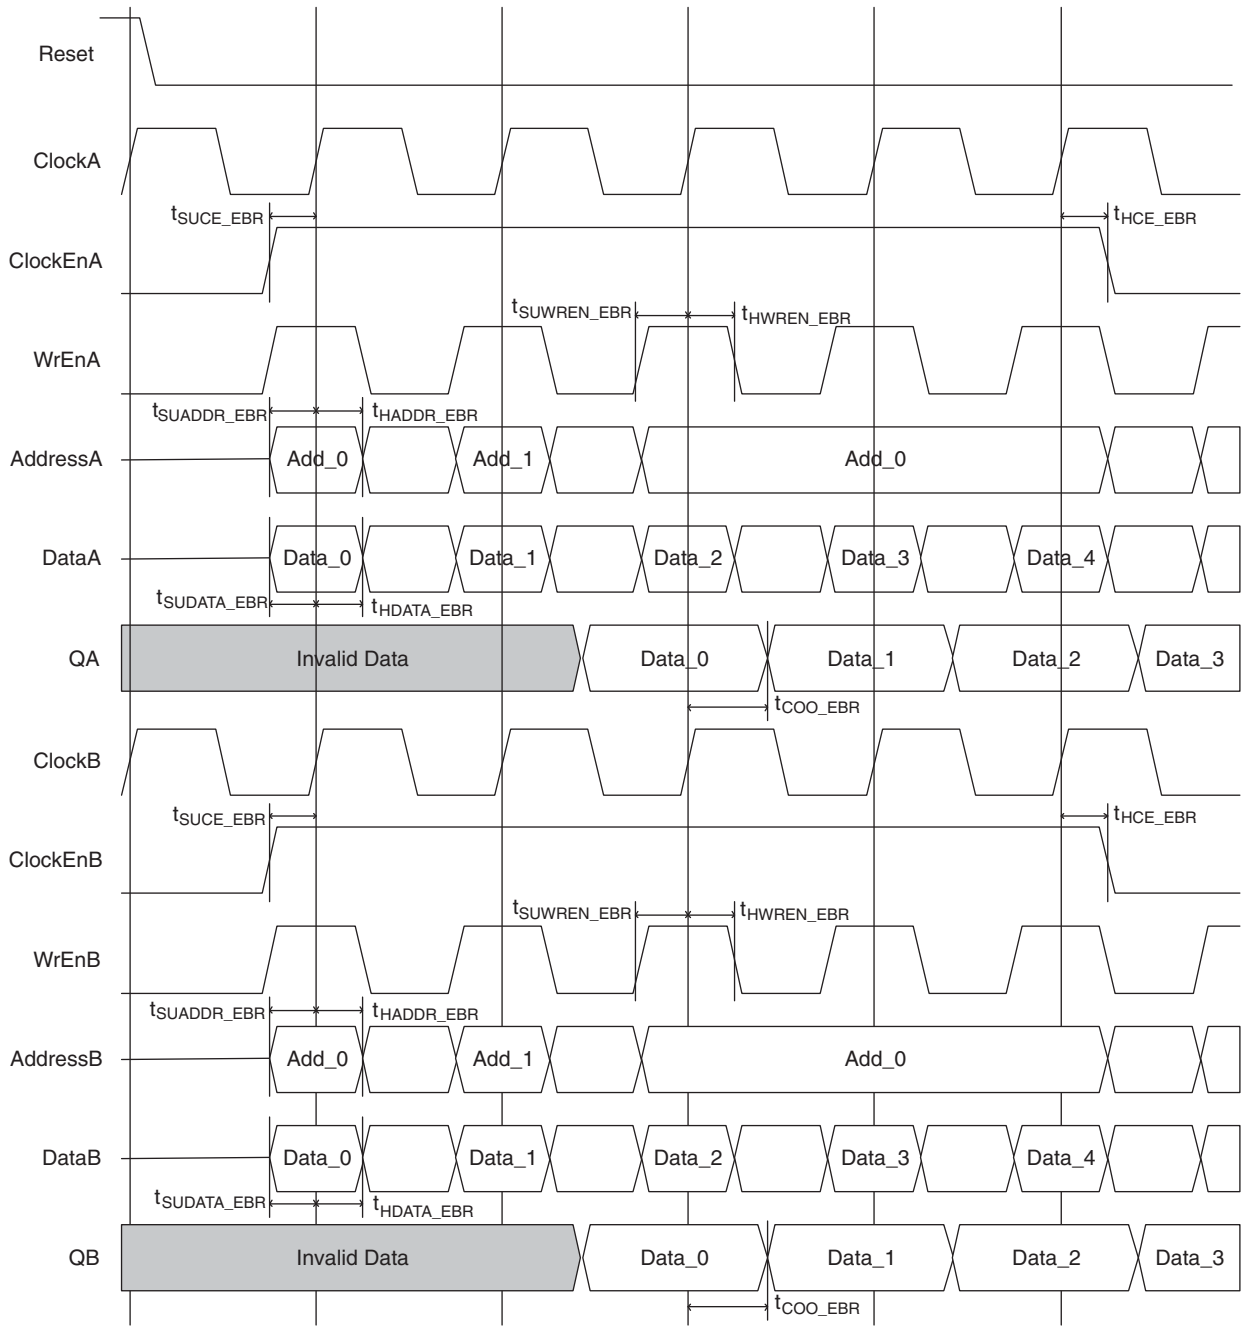 Reset
ClockA
tSUCE_EBR tHCE_EBR
ClockEnA
tSUWREN_EBR tHWREN_EBR
WrEnA
tSUADDR_EBR tHADDR_EBR
AddressA Add_0 Add_1 Add_0
DataA Data_0 Data_1 Data_2 Data_3 Data_4
tSUDATA_EBR tHDATA_EBR
QA Invalid Data Data_0 Data_1 Data_2 Data_3
tCOO_EBR
ClockB
tSUCE_EBR tHCE_EBR
ClockEnB
tSUWREN_EBR tHWREN_EBR
WrEnB
tSUADDR_EBR tHADDR_EBR
AddressB Add_0 Add_1 Add_0
DataB Data_0 Data_1 Data_2 Data_3 Data_4
tSUDATA_EBR tHDATA_EBR
QB Invalid Data Data_0 Data_1 Data_2 Data_3
tCOO_EBR